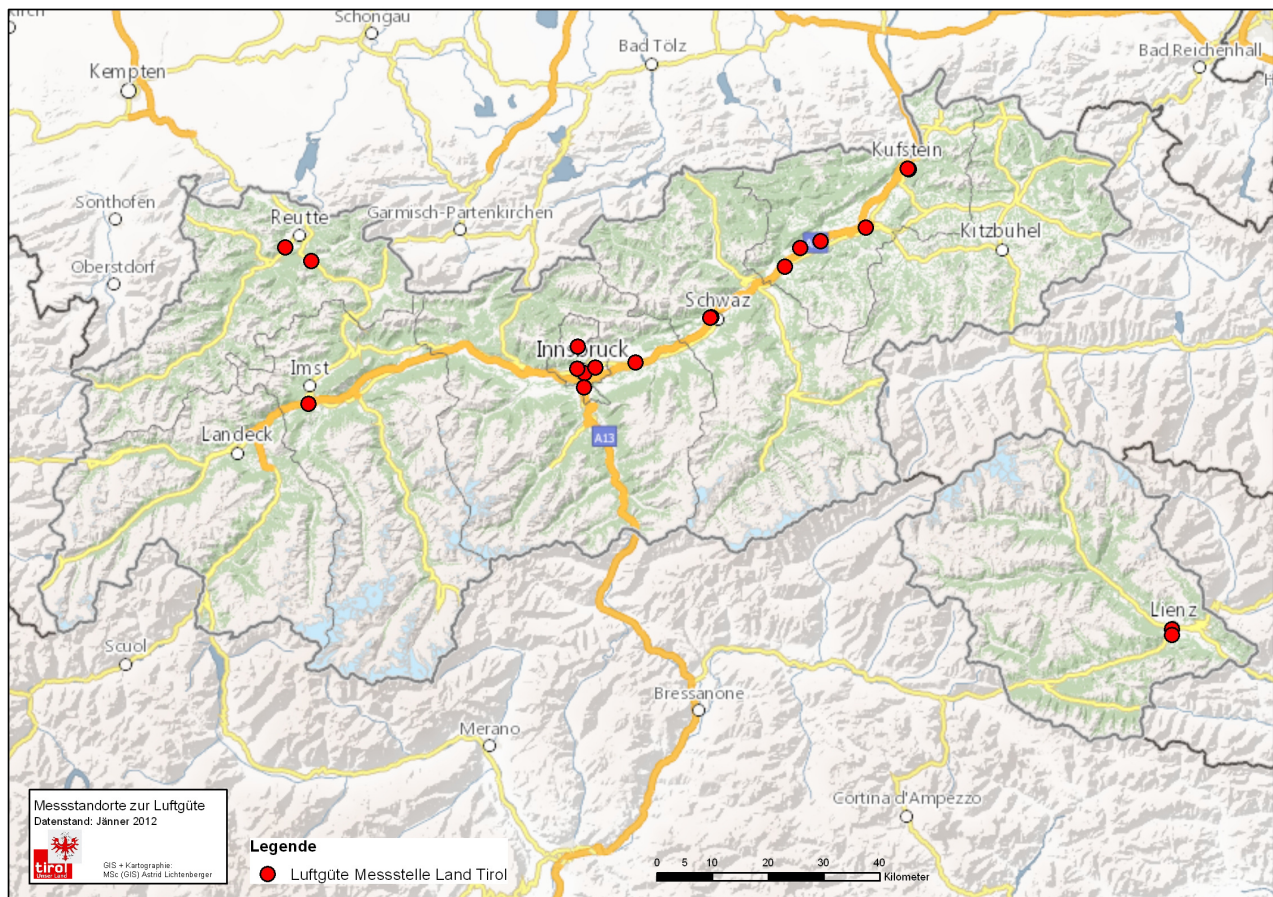 Schongau
Bad Tölz
Bad Reichenhall
Kempten
Kufstein
Sonthofen
Reutte
Garmisch-Partenkirchen
Kitzbühel
Oberstdorf
Schwaz
Innsbruck
Imst
Landeck
A13
Lienz
Scuol
Bressanone
Merano
Cortina d'Ampezzo
Messstandorte zur Luftgüte
Datenstand: Jänner 2012
tirol
Unser Land
GIS + Kartographie:
MSc (GIS) Astrid Lichtenberger
Legende
Luftgüte Messstelle Land Tirol
0 5 10 20 30 40
Kilometer